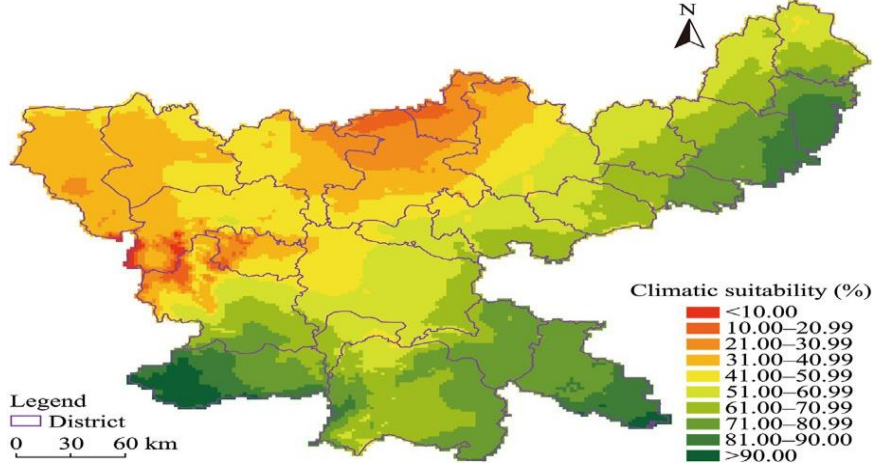 N
Climatic suitability (%)
<10.00
10.00–20.99
21.00–30.99
31.00–40.99
41.00–50.99
51.00–60.99
61.00–70.99
71.00–80.99
81.00–90.00
>90.00
Legend
District
0 30 60 km